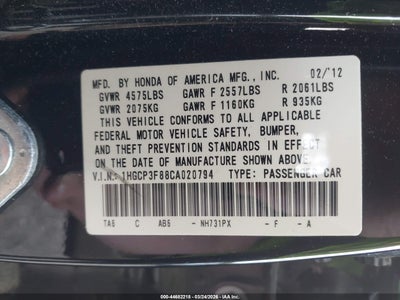 MFD. BY HONDA OF AMERICA MFG., INC. 02/'12
GVWR 4575LBS GAWR F 2557LBS R 2061LBS
GVWR 2075KG GAWR F 1160KG R 935KG
THIS VEHICLE CONFORMS TO ALL APPLICABLE
FEDERAL MOTOR VEHICLE SAFETY, BUMPER,
AND THEFT PREVENTION STANDARDS IN EFFECT
ON THE DATE OF MANUFACTURE SHOWN ABOVE.
V.I.N.: 1HGCP3F88CA020794 TYPE: PASSENGER CAR
TA6 C AB5 - NH731PX - F - A
©000-44682218 - 03/24/2026 - IAA Holdings, LLC